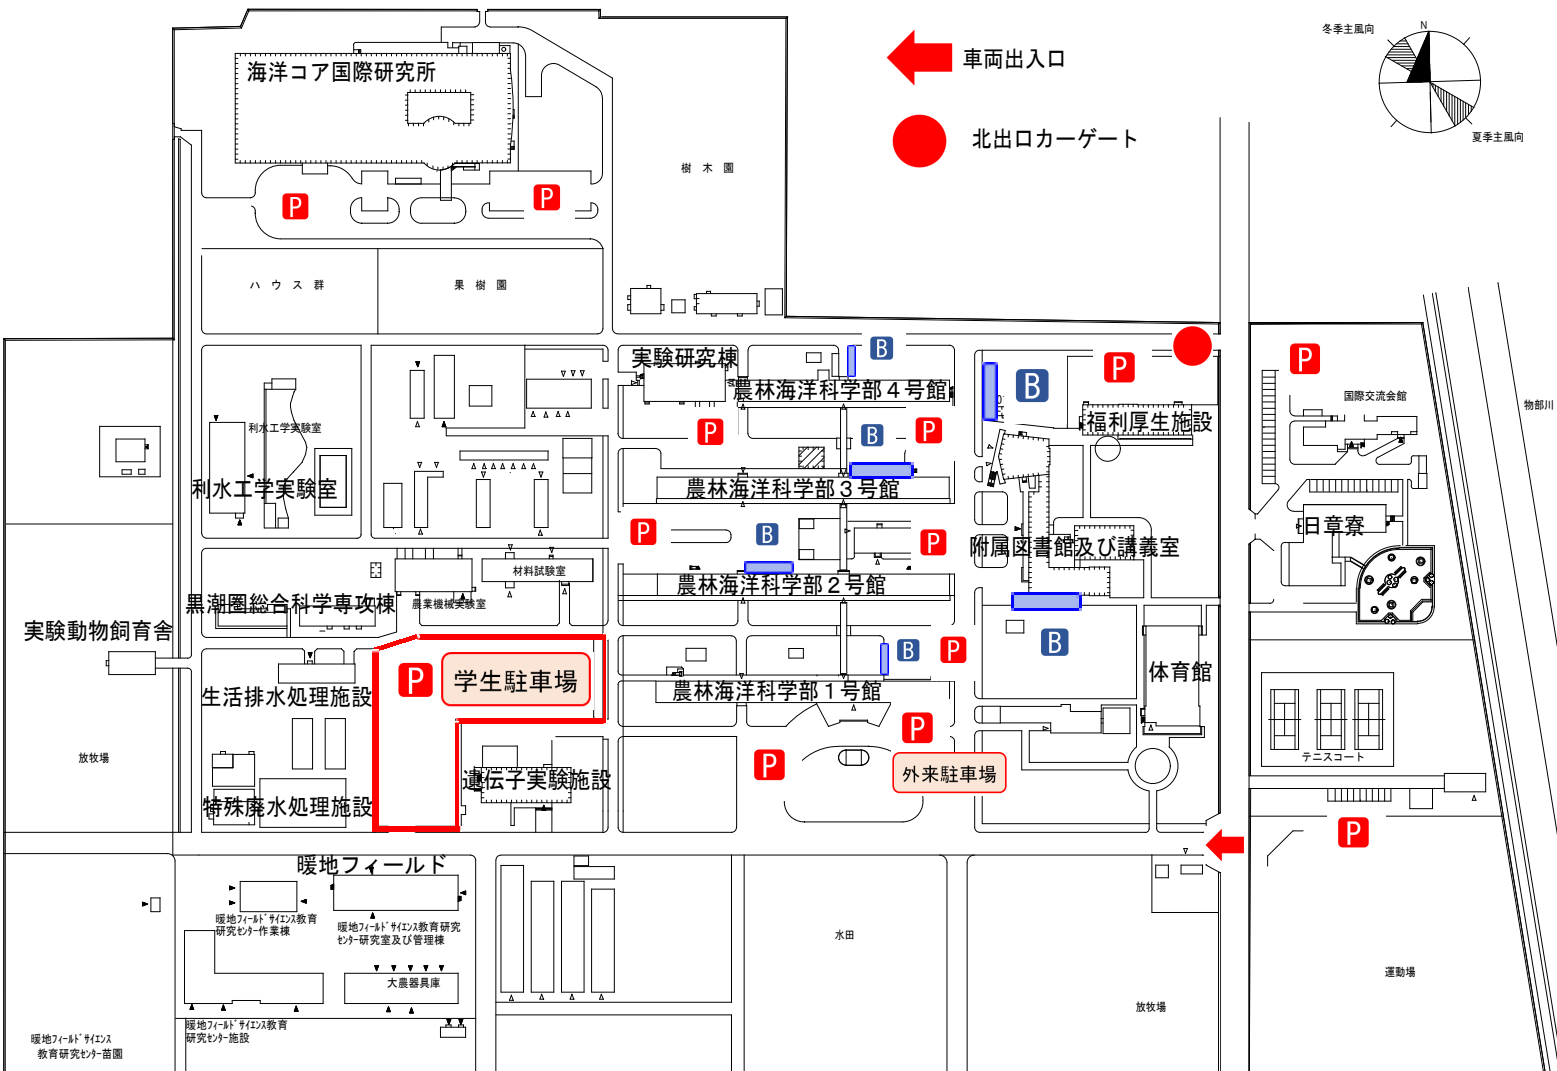 海洋コア国際研究所
車両出入口
北出口カーゲート
冬季主風向
N
夏季主風向
P
P
樹木園
ハウス群
果樹園
実験研究棟
B
農林海洋科学部4号館
B
P
P
国際交流会館
物部川
福利厚生施設
利水工学実験室
P
B
P
利水工学実験室
農林海洋科学部3号館
P
B
P
日章寮
附属図書館及び講義室
材料試験室
農林海洋科学部2号館
黒潮圏総合科学専攻棟
農業機械実験室
実験動物飼育舎
P
学生駐車場
B
P
B
体育館
生活排水処理施設
農林海洋科学部1号館
P
放牧場
P
外来駐車場
テニスコート
特殊廃水処理施設
遺伝子実験施設
P
暖地フィールド
暖地フィールドサイエンス教育
研究センター作業棟
暖地フィールドサイエンス教育研究
センター研究室及び管理棟
水田
大農器具庫
運動場
放牧場
暖地フィールドサイエンス教育
研究センター施設
暖地フィールドサイエンス
教育研究センター苗圃